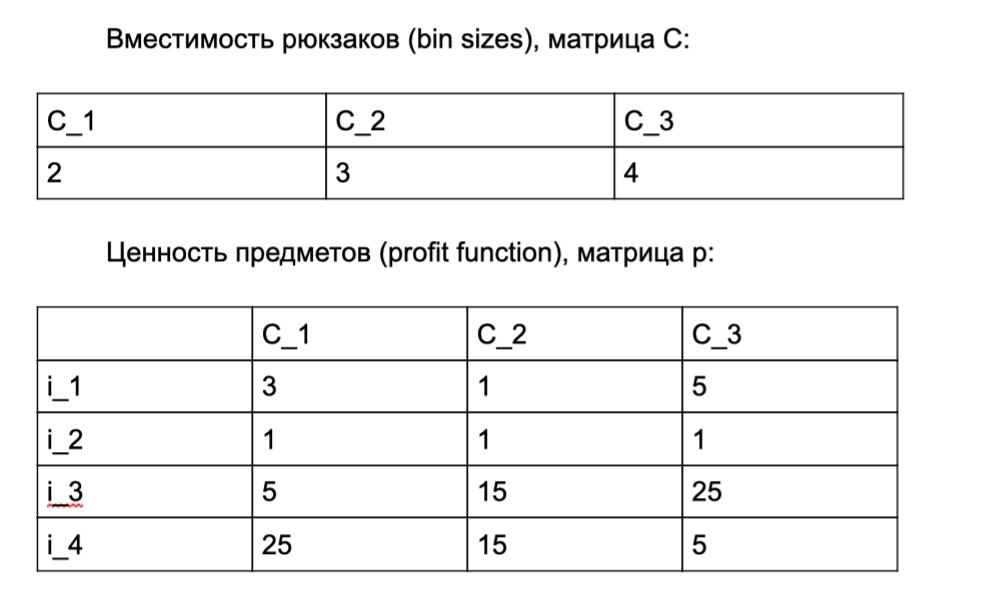 Вместимость рюкзаков (bin sizes), матрица C:
C_1 C_2 C_3
2 3 4
Ценность предметов (profit function), матрица p:
C_1 C_2 C_3
i_1 3 1 5
i_2 1 1 1
i_3 5 15 25
i_4 25 15 5